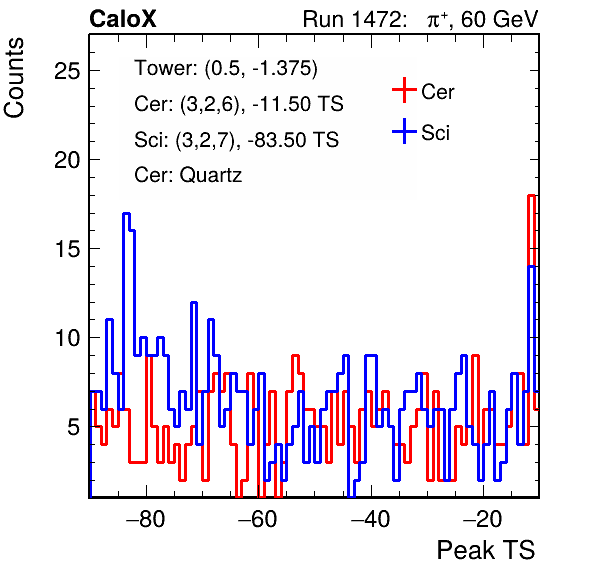 CaloX Run 1472: π⁺, 60 GeV
Counts
Tower: (0.5, -1.375)
Cer: (3,2,6), -11.50 TS
Sci: (3,2,7), -83.50 TS
Cer: Quartz
Cer
Sci
25
20
15
10
5
−80 −60 −40 −20
Peak TS